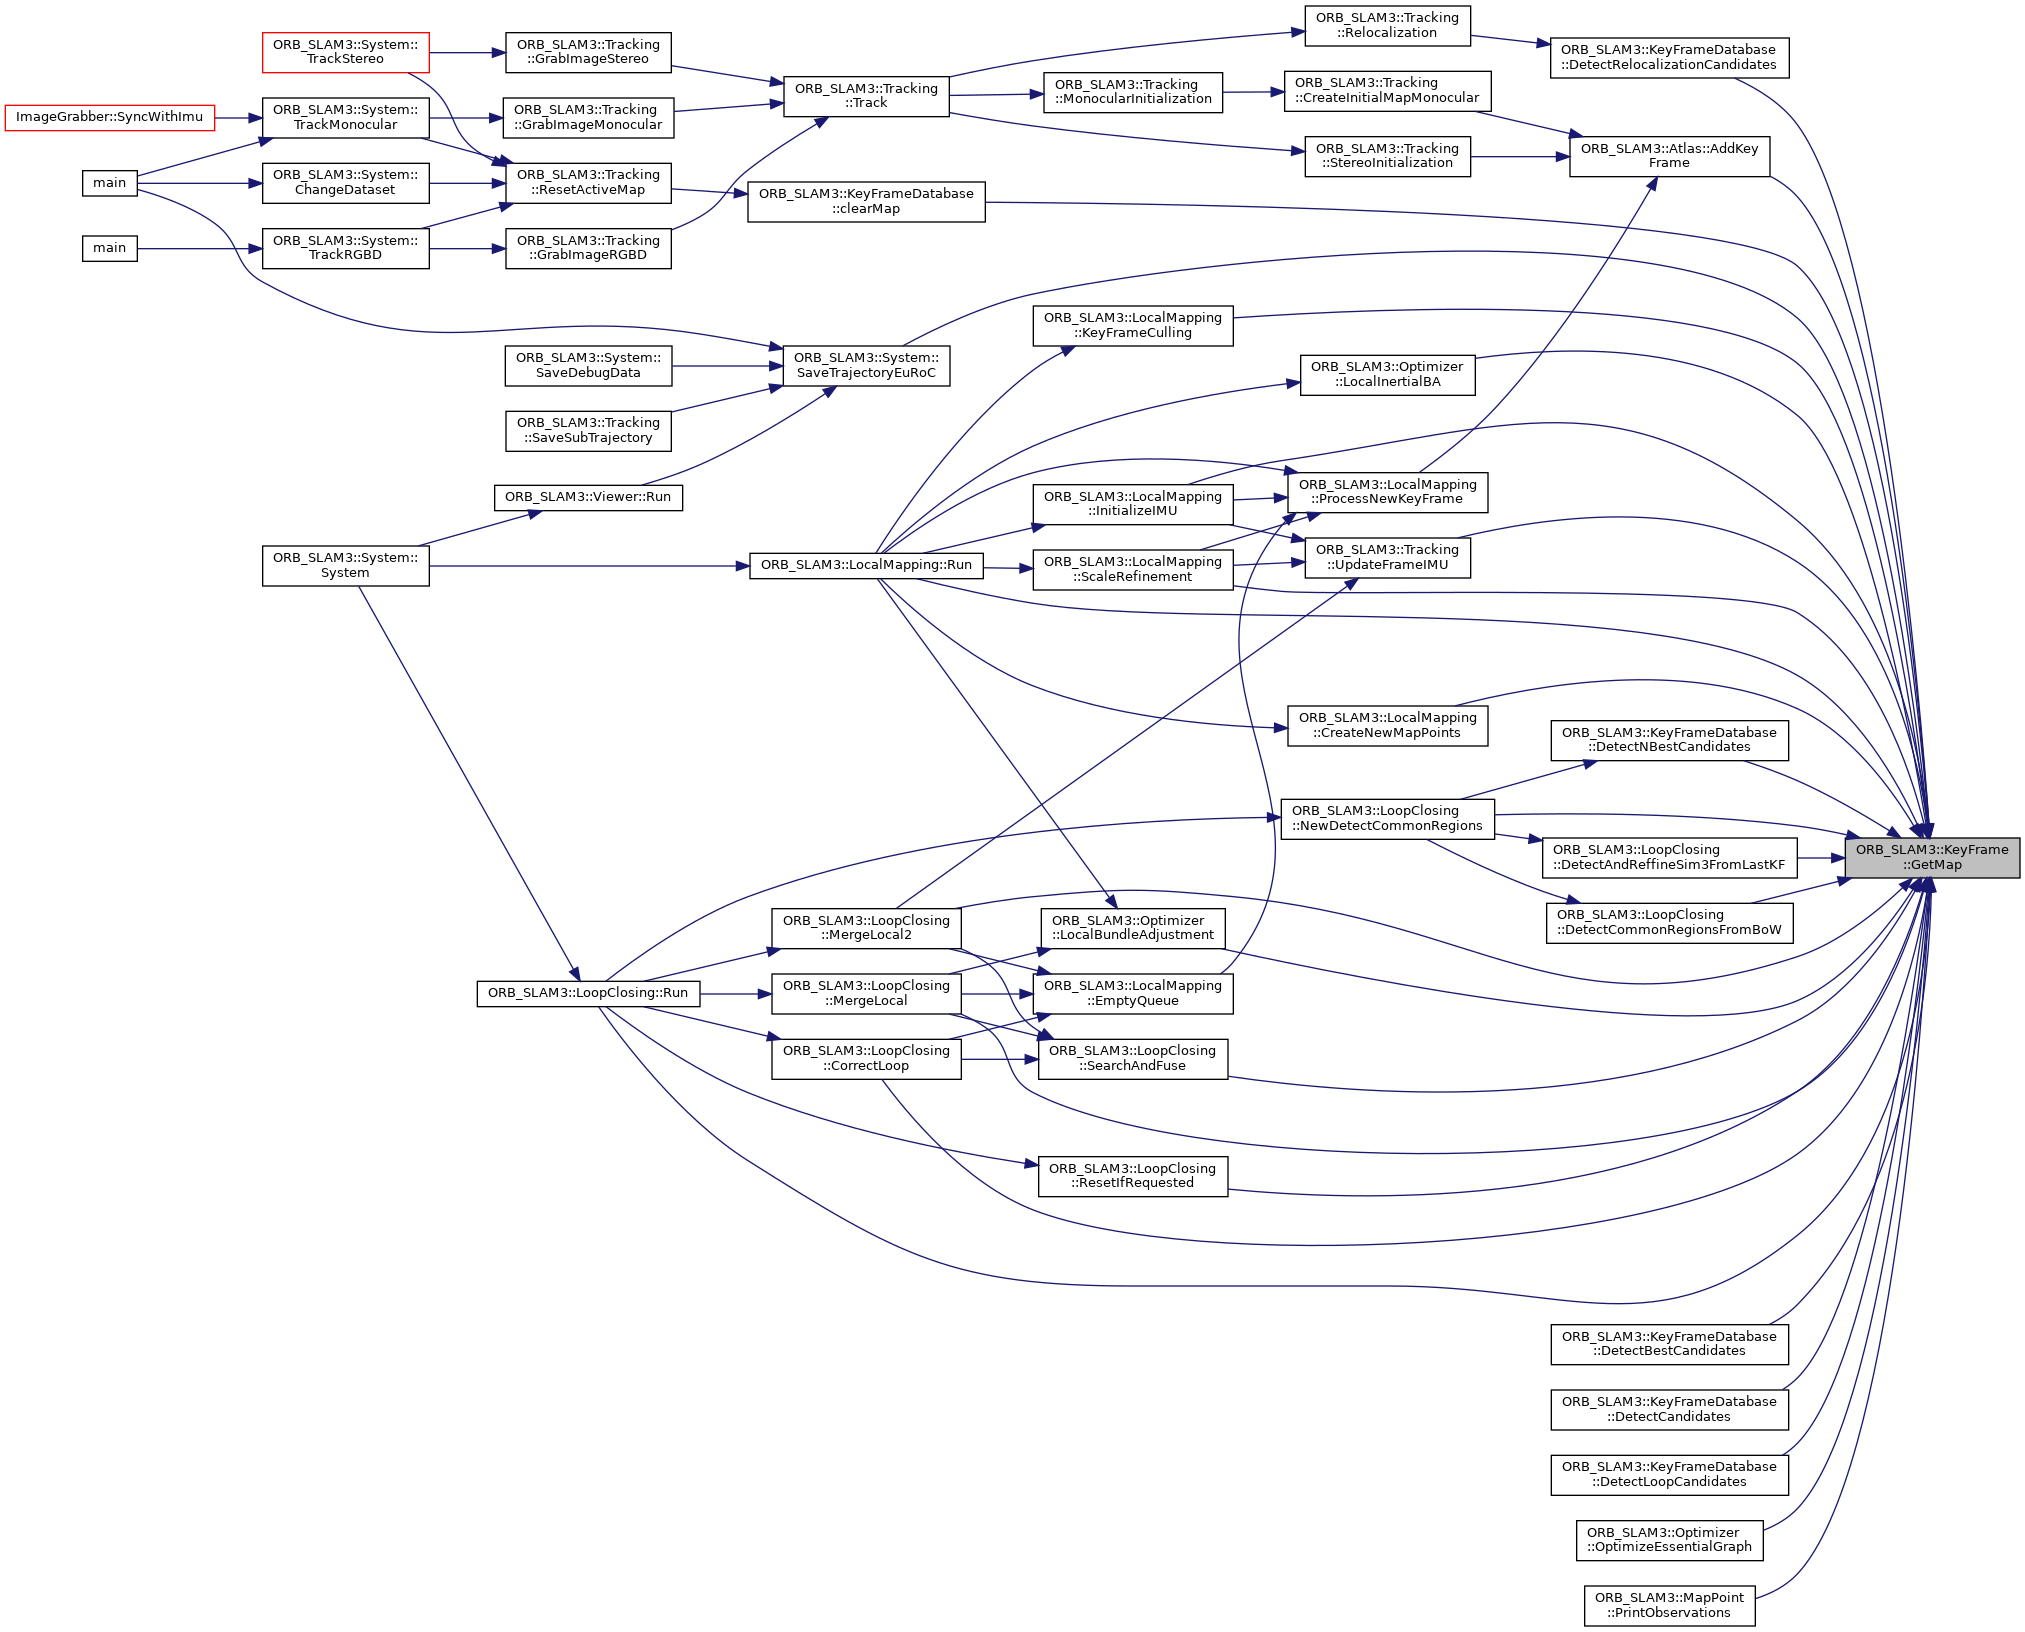 ORB_SLAM3::Tracking
::Relocalization
ORB_SLAM3::System::
TrackStereo
ORB_SLAM3::Tracking
::GrabImageStereo
ORB_SLAM3::KeyFrameDatabase
::DetectRelocalizationCandidates
ORB_SLAM3::Tracking
::Track
ORB_SLAM3::Tracking
::MonocularInitialization
ORB_SLAM3::Tracking
::CreateInitialMapMonocular
ImageGrabber::SyncWithImu
ORB_SLAM3::System::
TrackMonocular
ORB_SLAM3::Tracking
::GrabImageMonocular
ORB_SLAM3::Tracking
::StereoInitialization
ORB_SLAM3::Atlas::AddKey
Frame
main
ORB_SLAM3::System::
ChangeDataset
ORB_SLAM3::Tracking
::ResetActiveMap
ORB_SLAM3::KeyFrameDatabase
::clearMap
main
ORB_SLAM3::System::
TrackRGBD
ORB_SLAM3::Tracking
::GrabImageRGBD
ORB_SLAM3::LocalMapping
::KeyFrameCulling
ORB_SLAM3::System::
SaveDebugData
ORB_SLAM3::System::
SaveTrajectoryEuRoC
ORB_SLAM3::Optimizer
::LocalInertialBA
ORB_SLAM3::Tracking
::SaveSubTrajectory
ORB_SLAM3::Viewer::Run
ORB_SLAM3::LocalMapping
::InitializeIMU
ORB_SLAM3::LocalMapping
::ProcessNewKeyFrame
ORB_SLAM3::System::
System
ORB_SLAM3::LocalMapping::Run
ORB_SLAM3::LocalMapping
::ScaleRefinement
ORB_SLAM3::Tracking
::UpdateFrameIMU
ORB_SLAM3::LocalMapping
::CreateNewMapPoints
ORB_SLAM3::KeyFrameDatabase
::DetectNBestCandidates
ORB_SLAM3::LoopClosing
::NewDetectCommonRegions
ORB_SLAM3::LoopClosing
::DetectAndReffineSim3FromLastKF
ORB_SLAM3::KeyFrame
::GetMap
ORB_SLAM3::LoopClosing
::DetectCommonRegionsFromBoW
ORB_SLAM3::LoopClosing
::MergeLocal2
ORB_SLAM3::Optimizer
::LocalBundleAdjustment
ORB_SLAM3::LoopClosing::Run
ORB_SLAM3::LoopClosing
::MergeLocal
ORB_SLAM3::LocalMapping
::EmptyQueue
ORB_SLAM3::LoopClosing
::CorrectLoop
ORB_SLAM3::LoopClosing
::SearchAndFuse
ORB_SLAM3::LoopClosing
::ResetIfRequested
ORB_SLAM3::KeyFrameDatabase
::DetectBestCandidates
ORB_SLAM3::KeyFrameDatabase
::DetectCandidates
ORB_SLAM3::KeyFrameDatabase
::DetectLoopCandidates
ORB_SLAM3::Optimizer
::OptimizeEssentialGraph
ORB_SLAM3::MapPoint
::PrintObservations